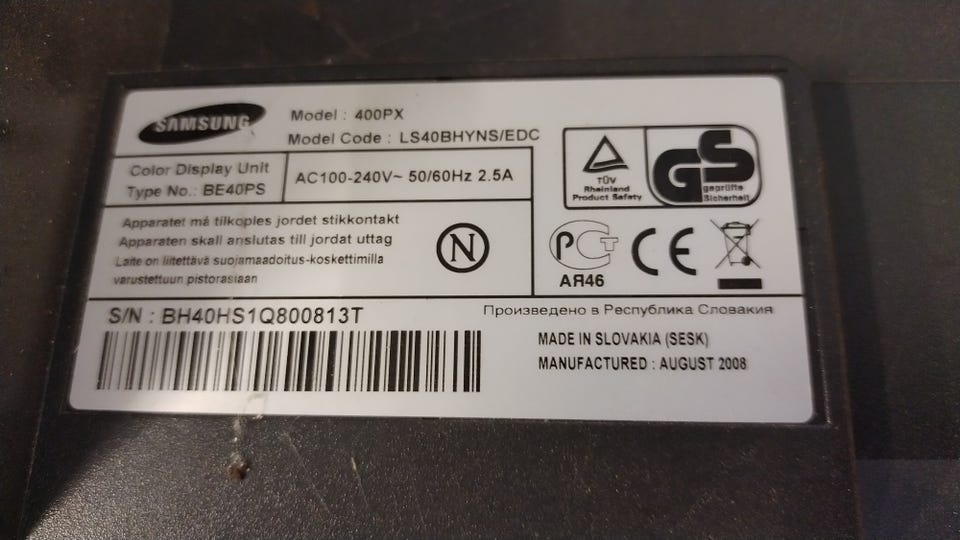 SAMSUNG
Model : 400PX
Model Code : LS40BHYNS/EDC
Color Display Unit
Type No.: BE40PS
AC100-240V~ 50/60Hz 2.5A
TÜV
Rheinland
Product Safety
GS
geprüfte
Sicherheit
Apparatet må tilkoples jordet stikkontakt
Apparaten skall anslutas till jordat uttag
Laite on liitettävä suojamaadoitus-koskettimilla
varustettuun pistorasiaan
N
РСТ
АЯ46
CE
S/N : BH40HS1Q800813T
Произведено в Республика Словакия
MADE IN SLOVAKIA (SESK)
MANUFACTURED : AUGUST 2008